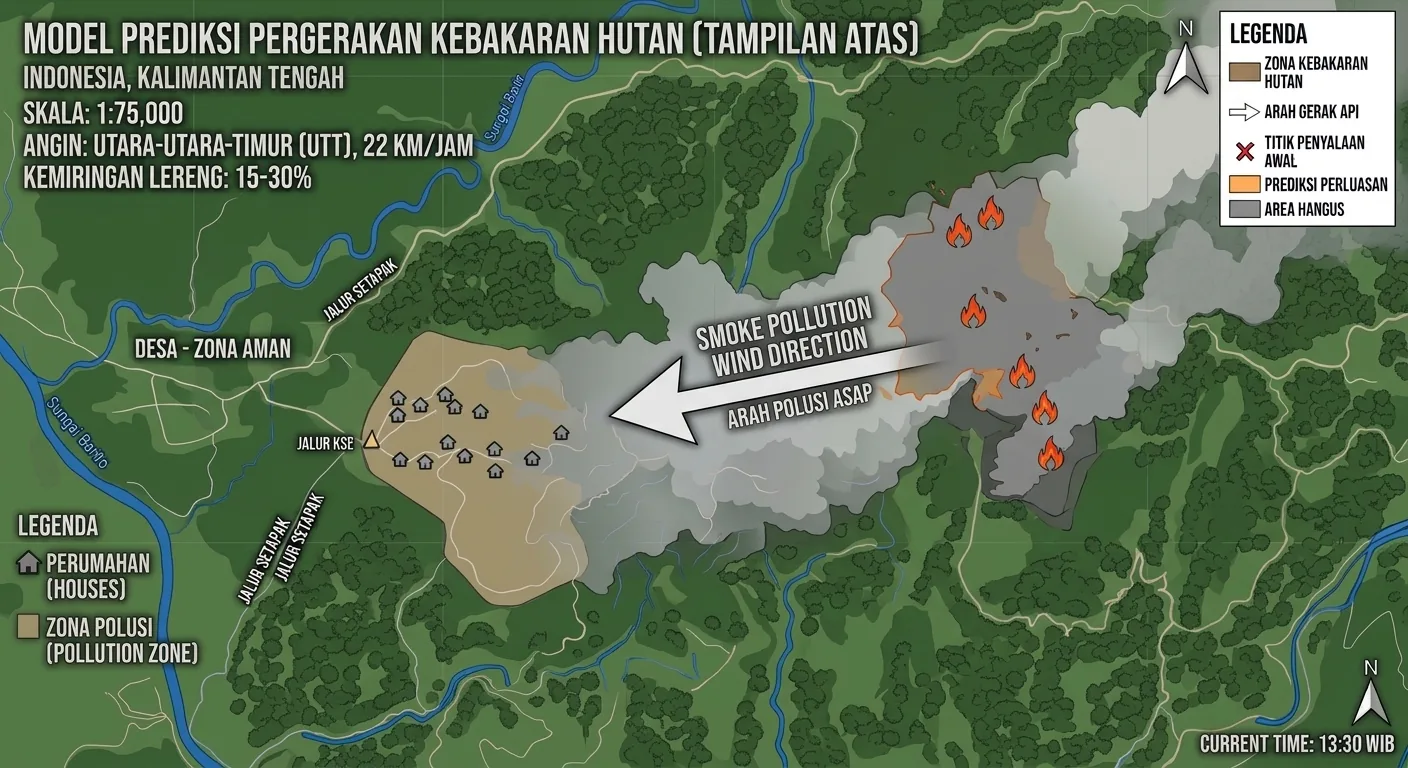 MODEL PREDIKSI PERGERAKAN KEBAKARAN HUTAN (TAMPILAN ATAS)
INDONESIA, KALIMANTAN TENGAH
SKALA: 1:75,000
ANGIN: UTARA-UTARA-TIMUR (UTT), 22 KM/JAM
KEMIRINGAN LERENG: 15-30%
N
LEGENDA
ZONA KEBAKARAN
HUTAN
ARAH GERAK API
TITIK PENYALAAN
AWAL
PREDIKSI PERLUASAN
AREA HANGUS
Sungai
JALUR SETAPAK
DESA - ZONA AMAN
SMOKE POLLUTION
WIND DIRECTION
ARAH POLUSI ASAP
Sungai
JALUR KSE
JALUR SETAPAK
JALUR SETAPAK
LEGENDA
PERUMAHAN
(HOUSES)
ZONA POLUSI
(POLLUTION ZONE)
N
CURRENT TIME: 13:30 WIB